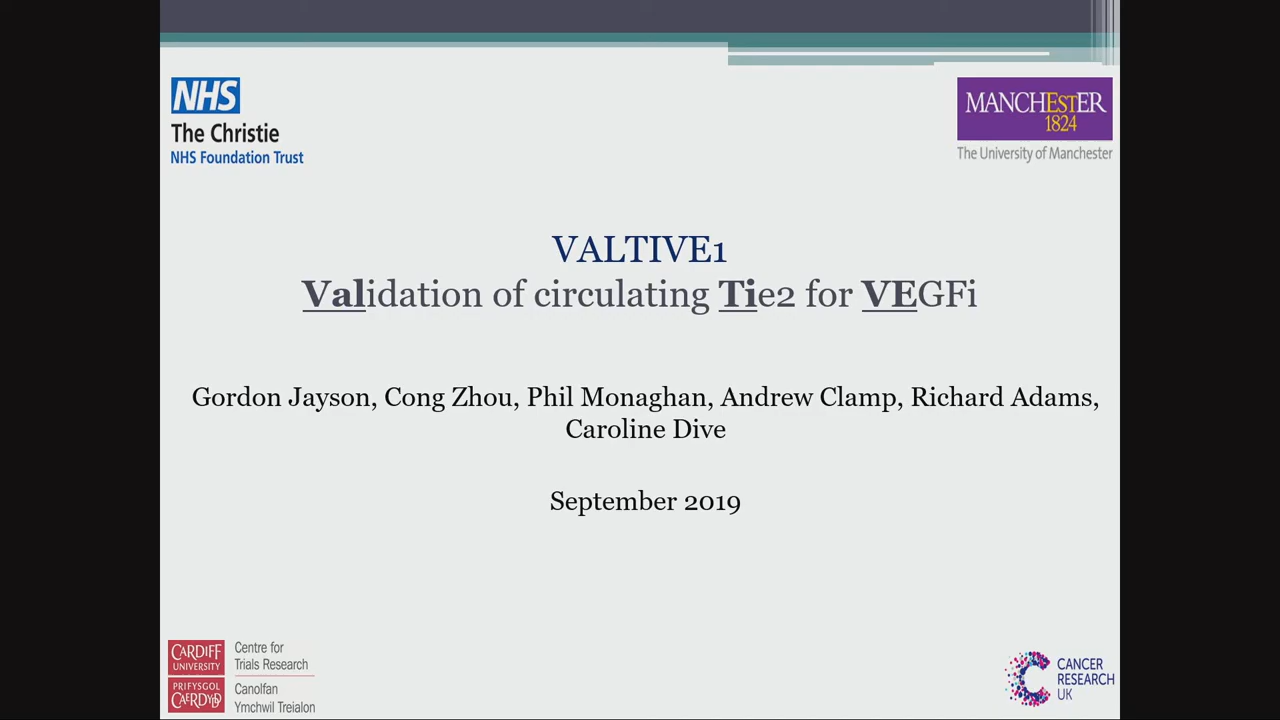 NHS
The Christie
NHS Foundation Trust
MANCHESTER
1824
The University of Manchester
VALTIVE1
Validation of circulating Tie2 for VEGFi
Gordon Jayson, Cong Zhou, Phil Monaghan, Andrew Clamp, Richard Adams,
Caroline Dive
September 2019
CARDIFF
UNIVERSITY
PRIFYSGOL
CAERDYDD
Centre for
Trials Research
Canolfan
Ymchwil Treialon
CANCER
RESEARCH
UK